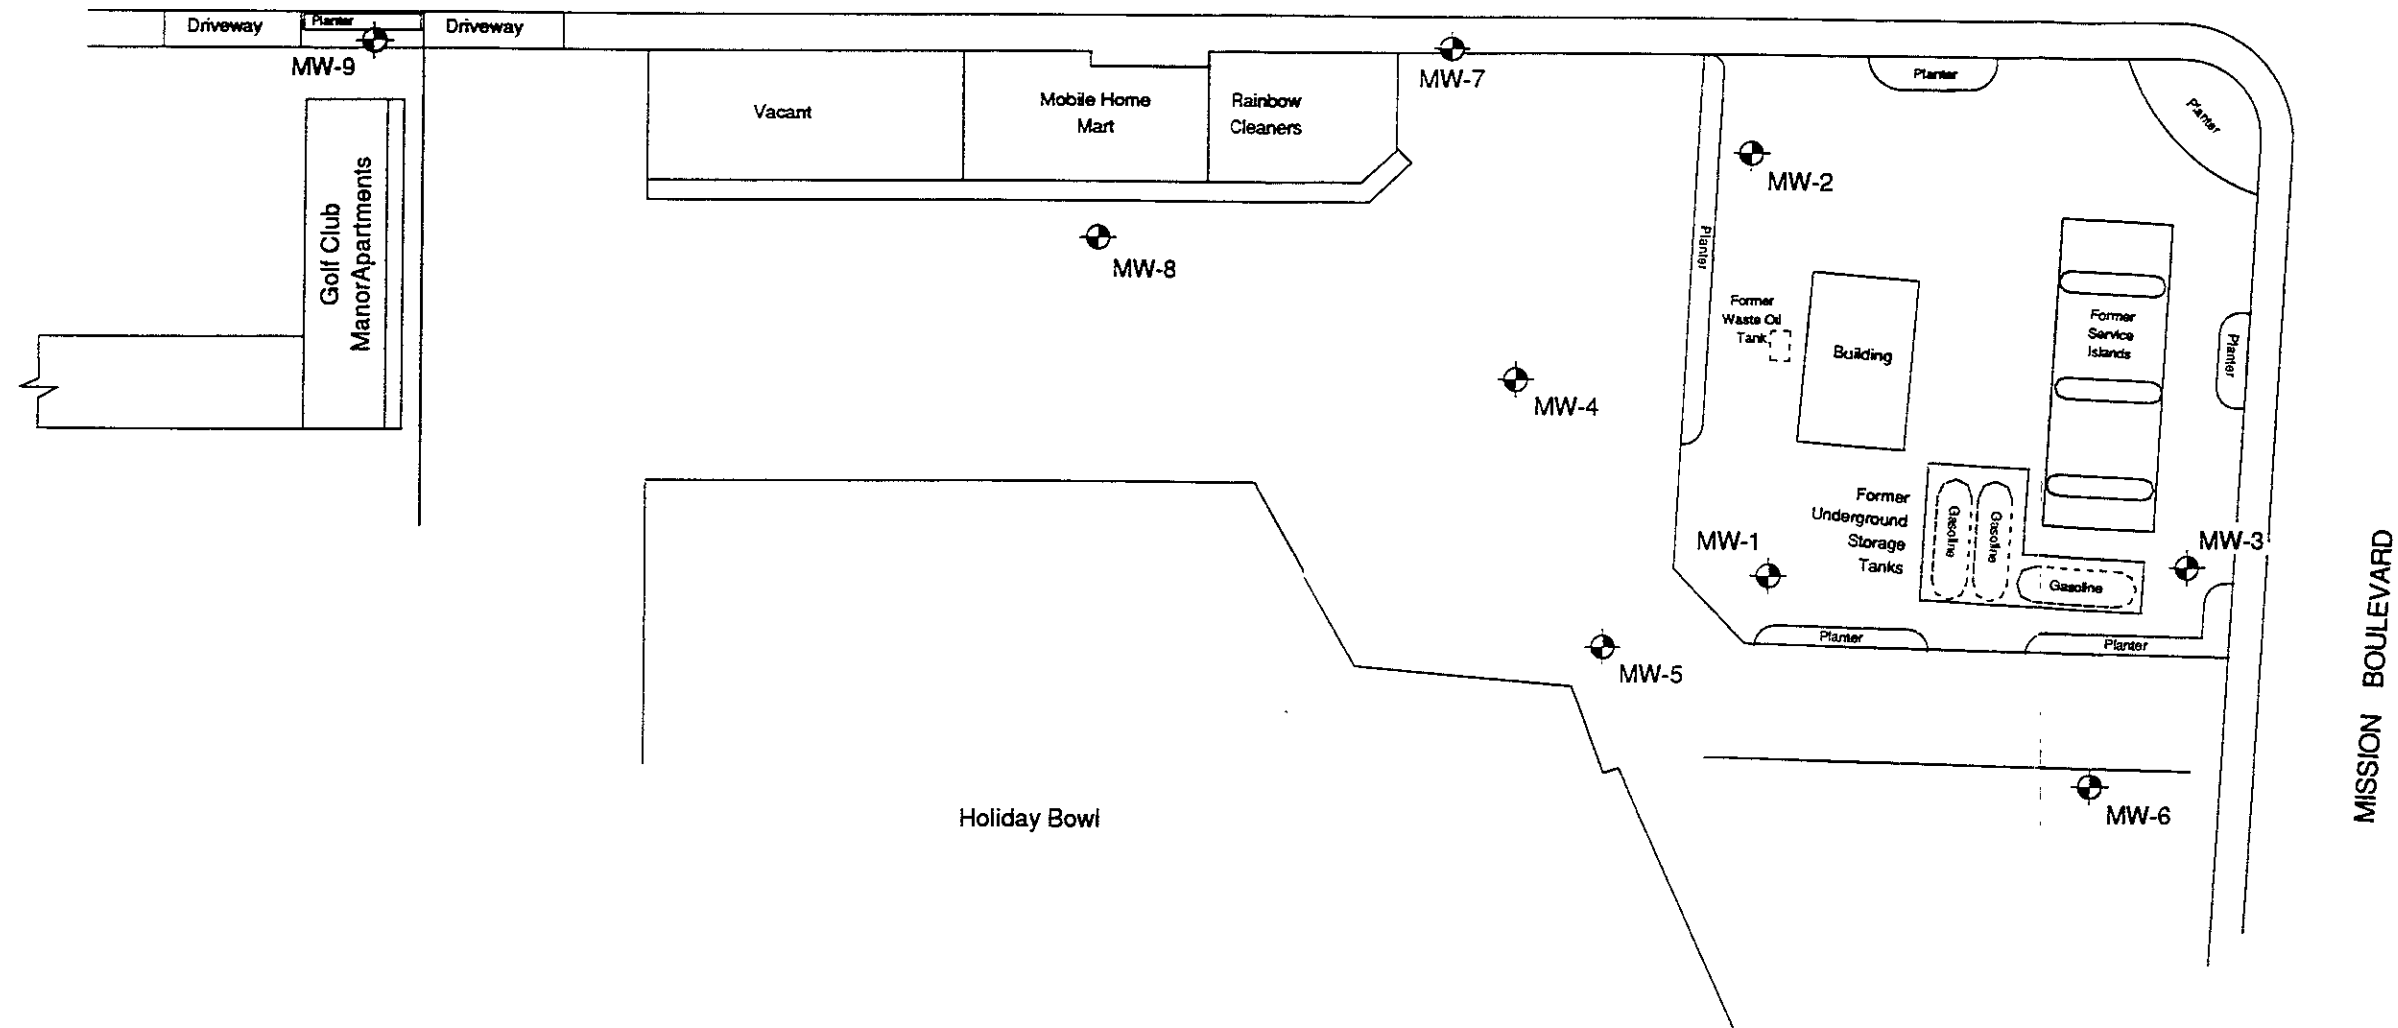 Driveway
Planter
Driveway
MW-9
MW-7
Planter
Planter
Vacant
Mobile Home
Mart
Rainbow
Cleaners
MW-2
Golf Club
ManorApartments
MW-8
Planter
Former
Waste Oil
Tank
Building
Former
Service
Islands
Planter
MW-4
Former
Underground
Storage
Tanks
Gasoline
Gasoline
Gasoline
MW-1
MW-3
Planter
Planter
MW-5
MW-6
Holiday Bowl
MISSION BOULEVARD